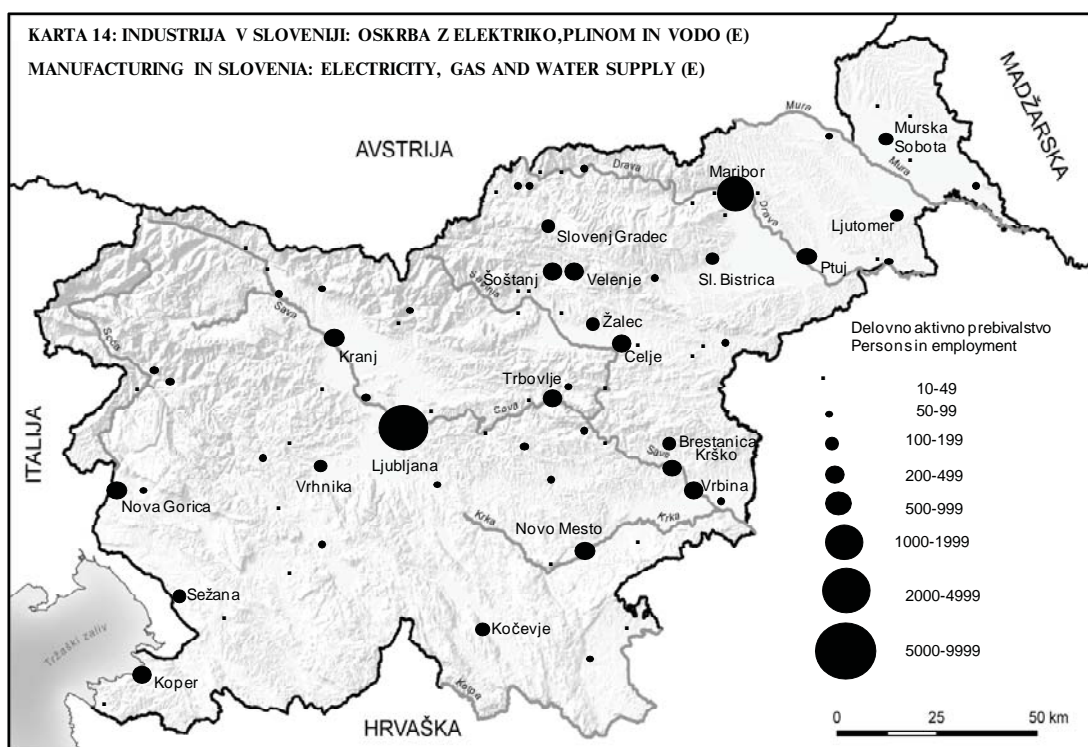 KARTA 14: INDUSTRIJA V SLOVENIJI: OSKRBA Z ELEKTRIKO,PLINOM IN VODO (E)
MANUFACTURING IN SLOVENIA: ELECTRICITY, GAS AND WATER SUPPLY (E)
MADŽARSKA
AVSTRIJA
Mura
Murska
Sobota
Mura
Drava
Maribor
Drava
Ljutomer
Slovenj Gradec
Šoštanj
Velenje
Sl. Bistrica
Ptuj
Savinja
Sava
Soča
Žalec
Celje
Kranj
Trbovlje
Sava
ITALIJA
Ljubljana
Vrhnika
Brestanica
Krško
Sava
Vrbina
Nova Gorica
Krka
Novo Mesto
Krka
Sežana
Kočevje
Tržaški zaliv
Koper
Kolpa
HRVAŠKA
Delovno aktivno prebivalstvo
Persons in employment
10-49
50-99
100-199
200-499
500-999
1000-1999
2000-4999
5000-9999
0 25 50 km